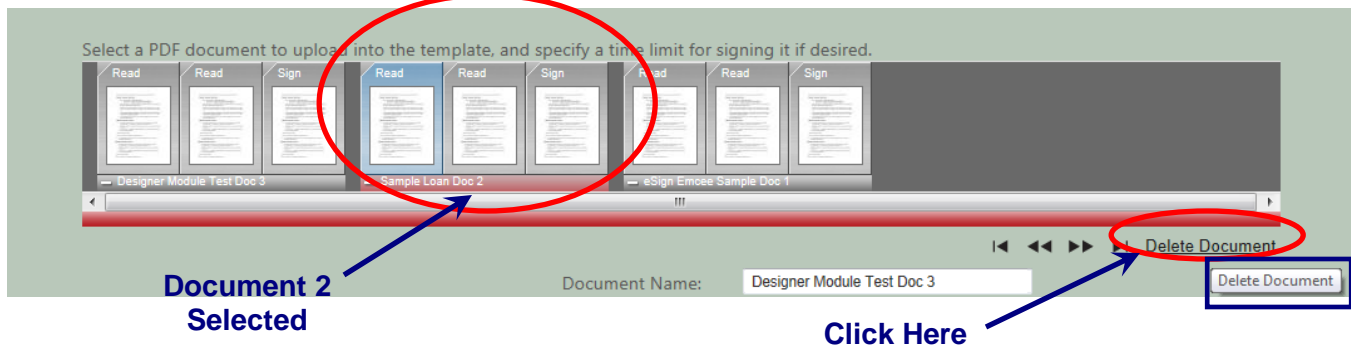 Select a PDF document to upload into the template, and specify a time limit for signing it if desired.
Read Read Sign Read Read Sign Read Read Sign
Designer Module Test Doc 3 Sample Loan Doc 2 eSign Emcee Sample Doc 1
Delete Document
Document Name: Designer Module Test Doc 3 Delete Document
Document 2
Selected
Click Here